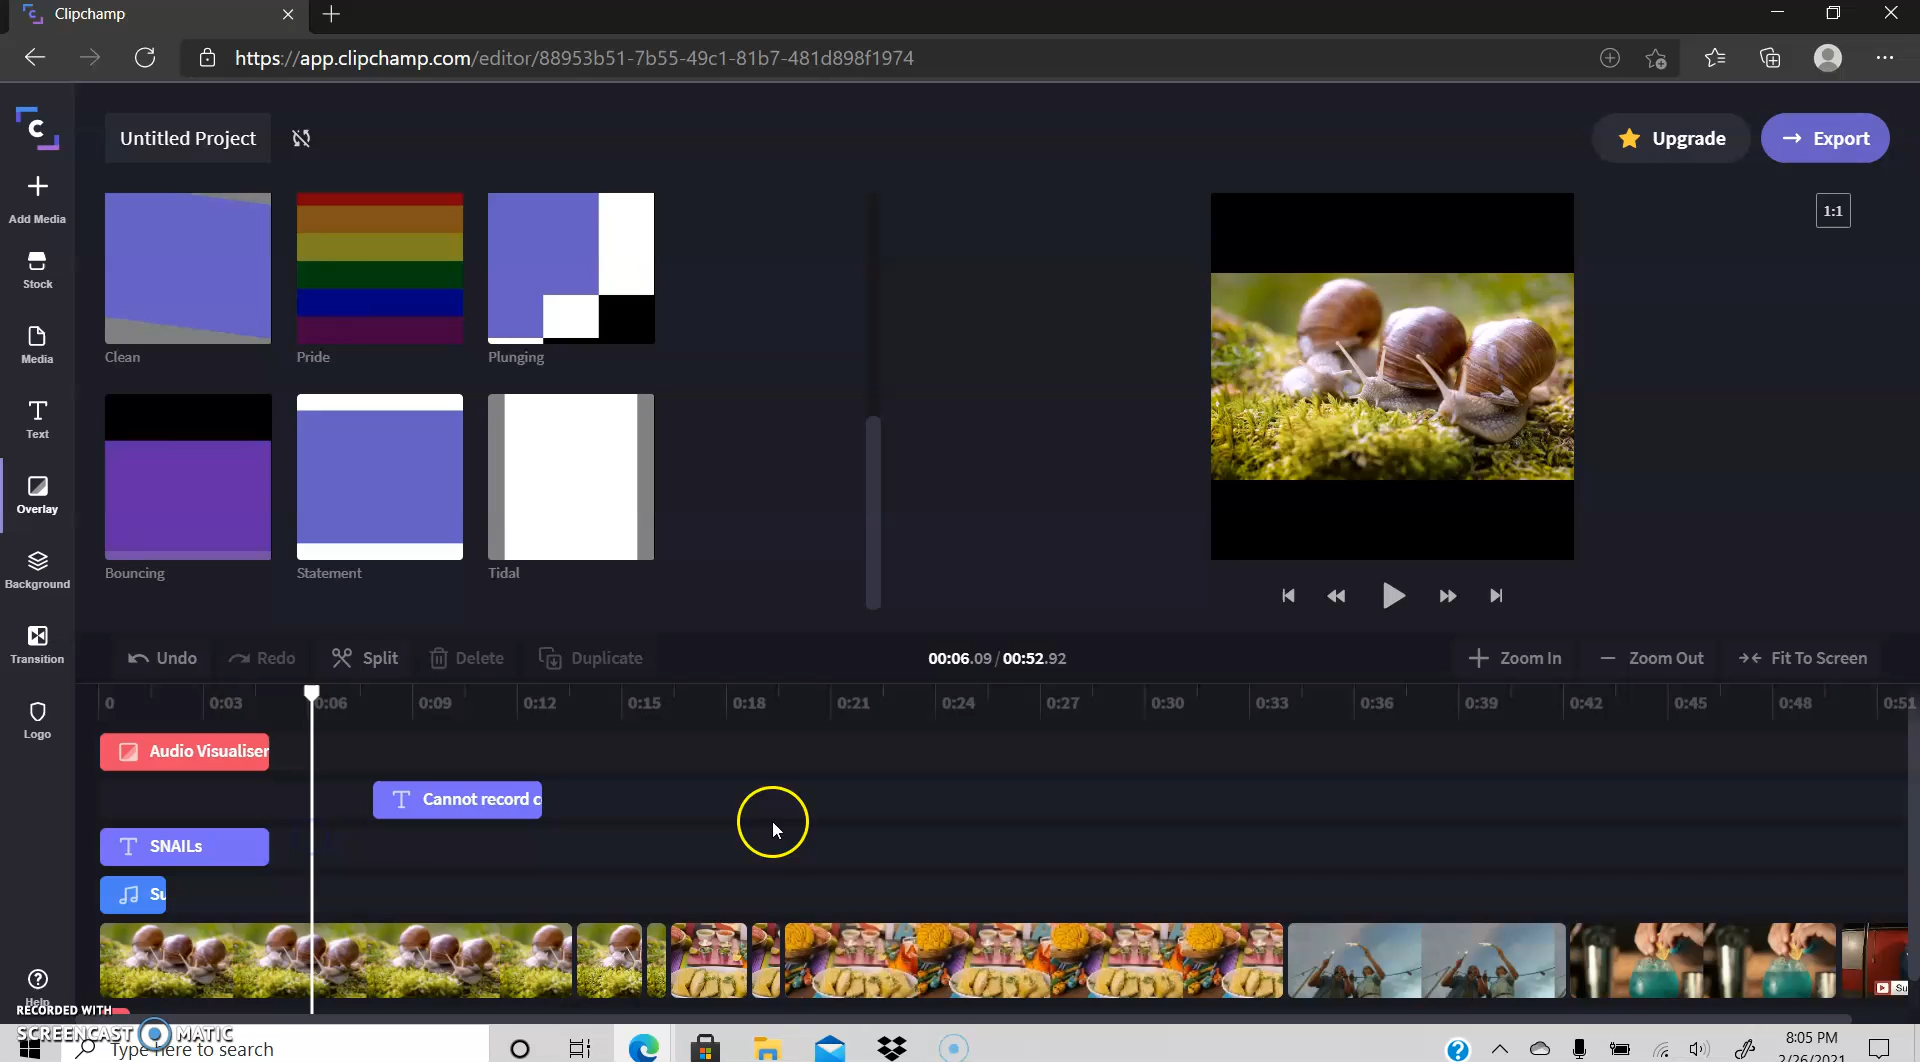 Clipchamp
https://app.clipchamp.com/editor/88953b51-7b55-49c1-81b7-481d898f1974
Untitled Project
Upgrade
Export
1:1
Add Media
Stock
Media
Text
Overlay
Background
Transition
Logo
Help
Clean
Pride
Plunging
Bouncing
Statement
Tidal
Undo
Redo
Split
Delete
Duplicate
00:06.09 / 00:52.92
Zoom In
Zoom Out
Fit To Screen
0 0:03 0:06 0:09 0:12 0:15 0:18 0:21 0:24 0:27 0:30 0:33 0:36 0:39 0:42 0:45 0:48 0:51
Audio Visualiser
Cannot record c
SNAILs
Su
Su
RECORDED WITH
SCREENCAST MATIC
Type here to search
8:05 PM
2/26/2021